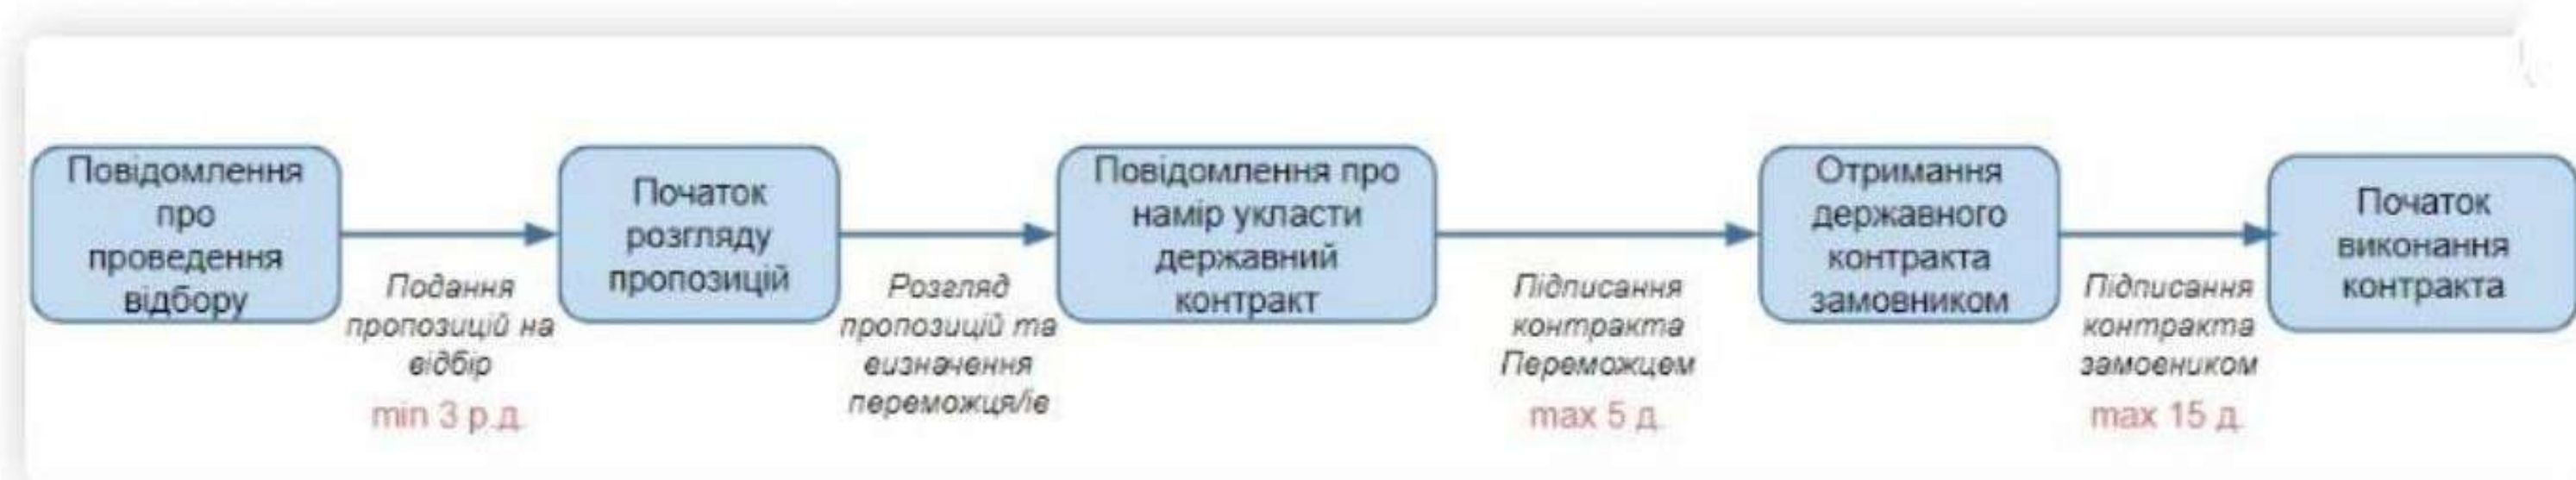 Повідомлення
про
проведення
відбору
Подання
пропозицій на
відбір
min 3 р.д.
Початок
розгляду
пропозицій
Розгляд
пропозицій та
визначення
переможця/ів
Повідомлення про
намір укласти
державний
контракт
Підписання
контракта
Переможцем
max 5 д.
Отримання
державного
контракта
замовником
Підписання
контракта
замовником
max 15 д.
Початок
виконання
контракта